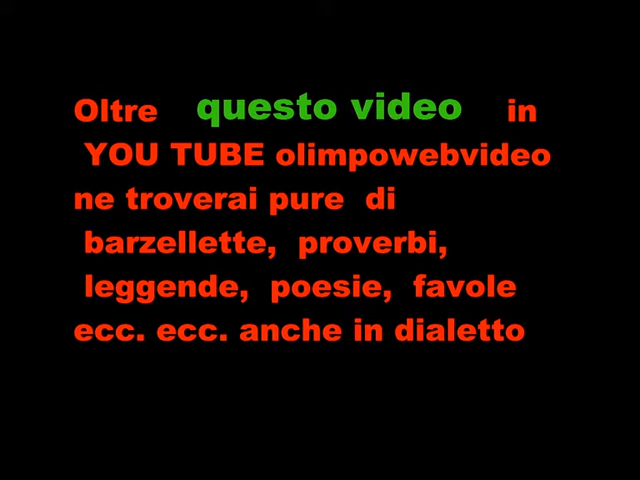 Oltre questo video in
YOU TUBE olimpowebvideo
ne troverai pure di
barzellette, proverbi,
leggende, poesie, favole
ecc. ecc. anche in dialetto